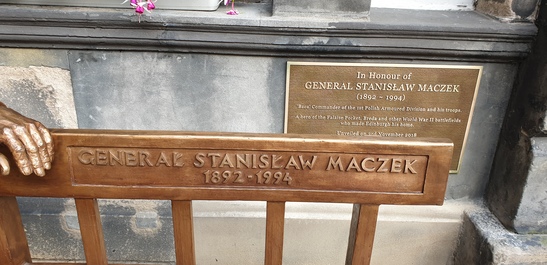 In Honour of
GENERAL STANISŁAW MACZEK
(1892 - 1994)
Commander of the 1st Polish Armoured Division and his troops.
A hero of the Falaise Pocket, Breda and other World War II battlefields
who made Edinburgh his home.
Unveiled on 3rd November 2018
GENERAŁ STANISŁAW MACZEK
1892-1994